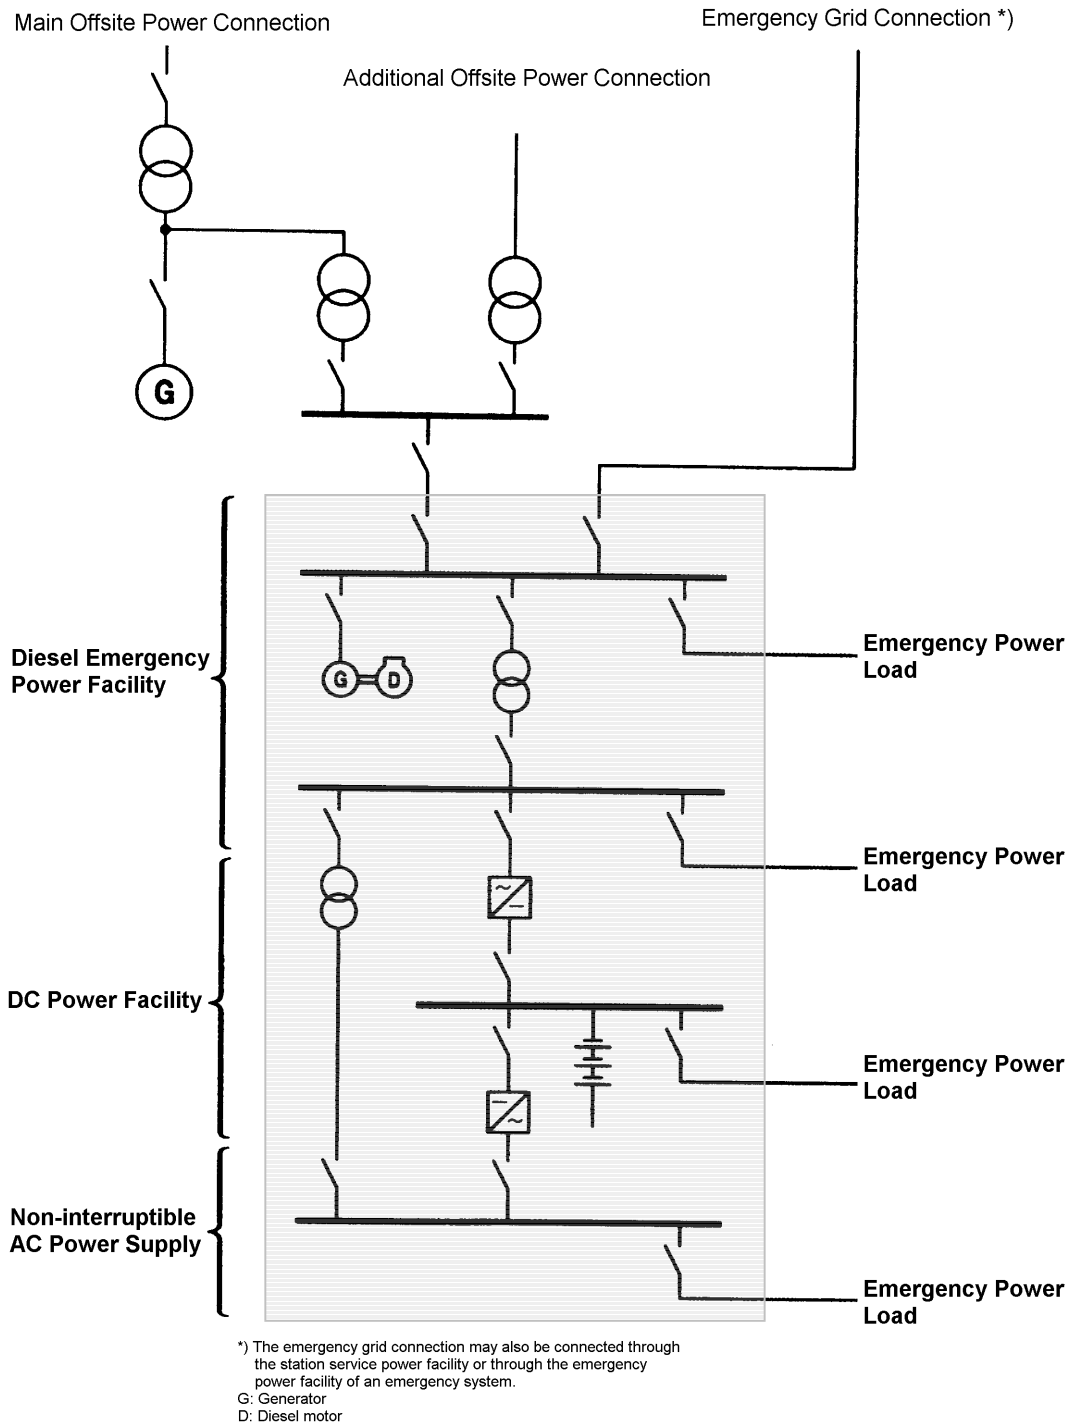 Main Offsite Power Connection
Emergency Grid Connection *)
Additional Offsite Power Connection
G
Diesel Emergency
Power Facility
G
D
Emergency Power
Load
Emergency Power
Load
DC Power Facility
Emergency Power
Load
Non-interruptible
AC Power Supply
Emergency Power
Load
*) The emergency grid connection may also be connected through
the station service power facility or through the emergency
power facility of an emergency system.
G: Generator
D: Diesel motor